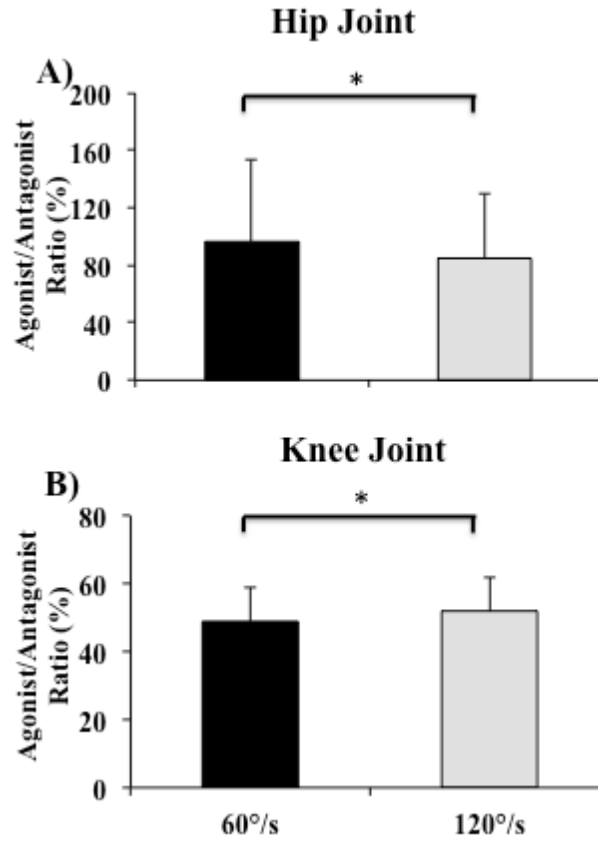 Hip Joint
A)
*
200
160
120
80
40
0
Agonist/Antagonist
Ratio (%)
Knee Joint
B)
*
80
60
40
20
0
Agonist/Antagonist
Ratio (%)
60°/s
120°/s